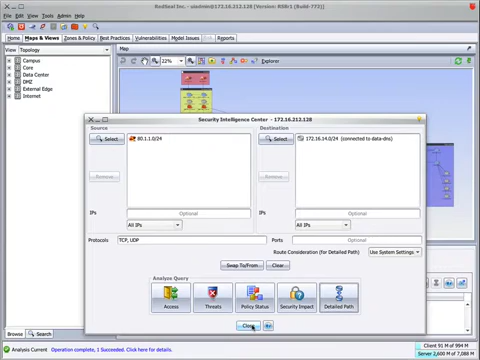 RedSeal Inc. - uiadmin@172.16.212.128 (Version - R5Br1 [Build-773])
File Edit View Tools Admin Help
Home Maps & Views Zones & Policy Best Practices Vulnerabilities Model Issues Reports
View Topology
Map
Campus
Core
Data Center
DMZ
External Edge
Internet
22%
Explorer
Security Intelligence Center - 172.16.212.128
Source
Destination
Select
80.1.1.0/24
Select
172.16.14.0/24 (connected to data-dns)
Remove
Remove
IPs
Optional
IPs
Optional
All IPs
All IPs
Protocols
TCP, UDP
Ports
Optional
Route Consideration (for Detailed Path)
Use System Settings
Swap To/From
Clear
Analyze Query
Access
Threats
Policy Status
Security Impact
Detailed Path
Close
Browse
Search
Analysis Current
Operation complete, 1 Succeeded. Click here for details.
Client 91 M of 994 M
Server 2,600 M of 7,088 M